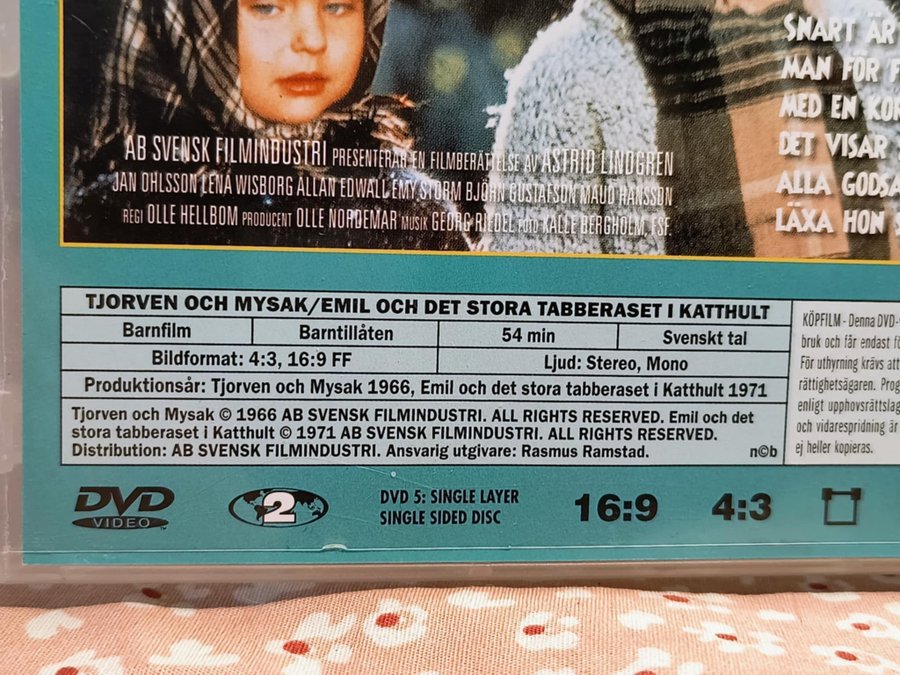 SNART ÄR
MAN FÖR
MED EN
DET VISAR
ALLA
LÄXA HON
AB SVENSK FILMINDUSTRI PRESENTERAR EN FILMBERÄTTELSE AV ASTRID LINDGREN
JAN OHLSSON LENA WISBORG ALLAN EDWALL EMY STORM BJÖRN GUSTAFSON MAUD HANSSON
REGI OLLE HELLBOM PRODUCENT OLLE NORDEMAR MUSIK GEORG RIEDEL FOTO KALLE BERGHOLM, FSF.
TJORVEN OCH MYSAK/EMIL OCH DET STORA TABBERASET I KATTHULT
Barnfilm Barntillåten 54 min Svenskt tal
Bildformat: 4:3, 16:9 FF Ljud: Stereo, Mono
Produktionsår: Tjorven och Mysak 1966, Emil och det stora tabberaset i Katthult 1971
Tjorven och Mysak © 1966 AB SVENSK FILMINDUSTRI. ALL RIGHTS RESERVED. Emil och det
stora tabberaset i Katthult © 1971 AB SVENSK FILMINDUSTRI. ALL RIGHTS RESERVED.
Distribution: AB SVENSK FILMINDUSTRI. Ansvarig utgivare: Rasmus Ramstad. n©b
KÖPFILM - Denna DVD-
bruk och får endast
För uthyrning krävs
rättighetsägaren.
enligt
och vidarespridning är
ej heller kopieras.
DVD VIDEO ™ 2 DVD 5: SINGLE LAYER
SINGLE SIDED DISC
16:9 4:3